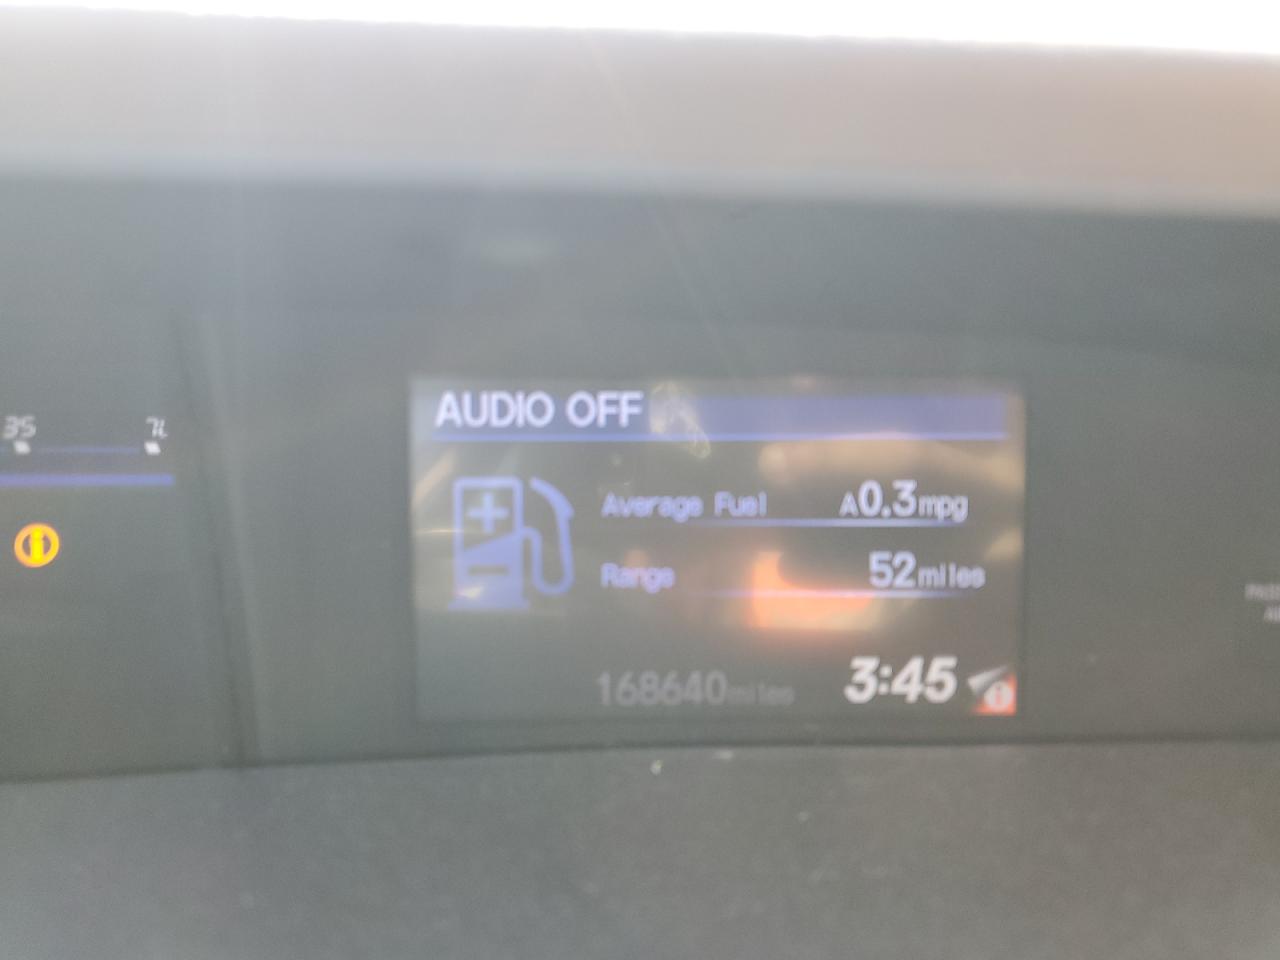 AUDIO OFF
Average Fuel A0.3mpg
Range 52miles
168640miles 3:45
35